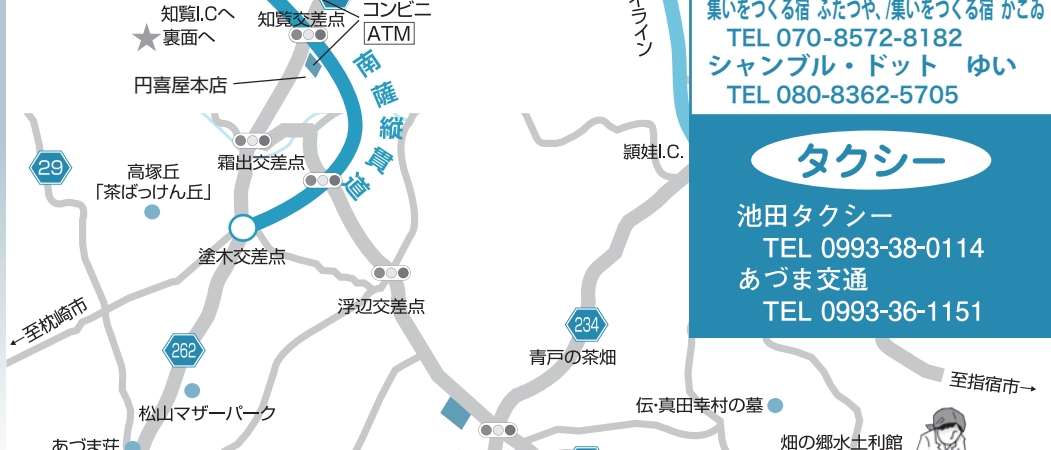 知覧I.Cへ
裏面へ
知覧交差点
コンビニ
ATM
円喜屋本店
南薩縦貫道
イライン
集いをつくる宿 ふたつや、/集いをつくる宿 かこゐ
TEL 070-8572-8182
シャンブル・ドット ゆい
TEL 080-8362-5705
29
高塚丘
「茶ばっけん丘」
霜出交差点
頴娃I.C.
タクシー
池田タクシー
TEL 0993-38-0114
あづま交通
TEL 0993-36-1151
塗木交差点
浮辺交差点
←至枕崎市
262
234
青戸の茶畑
至指宿市→
松山マザーパーク
伝・真田幸村の墓
あづま荘
畑の郷水土利館